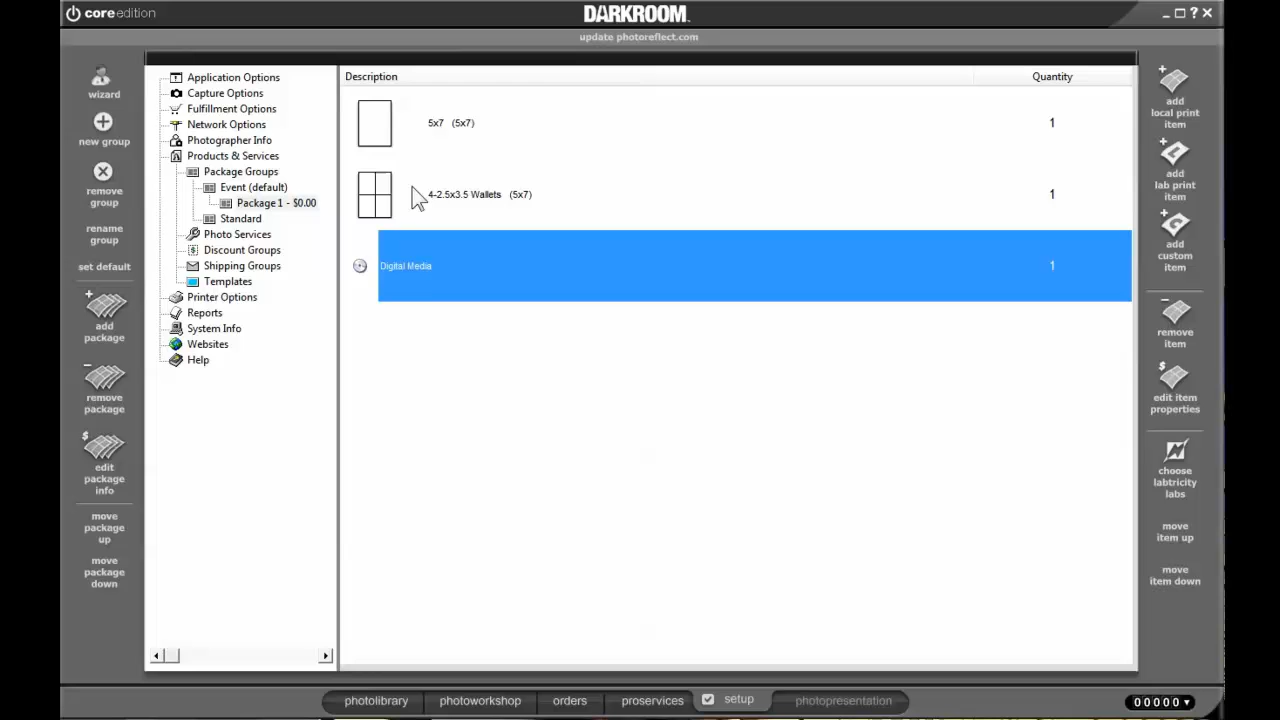 core edition
DARKROOM
update photoreflect.com
wizard
new group
remove
group
rename
group
set default
add
package
remove
package
edit
package
info
move
package
up
move
package
down
Application Options
Capture Options
Fulfillment Options
Network Options
Photographer Info
Products & Services
Package Groups
Event (default)
Package 1 - $0.00
Standard
Photo Services
Discount Groups
Shipping Groups
Templates
Printer Options
Reports
System Info
Websites
Help
Description Quantity
5x7 (5x7) 1
4-2.5x3.5 Wallets (5x7) 1
Digital Media 1
add
local print
item
add
lab print
item
add
custom
item
remove
item
edit item
properties
choose
labtricity
labs
move
item up
move
item down
photolibrary photoworkshop orders proservices setup photopresentation
00000